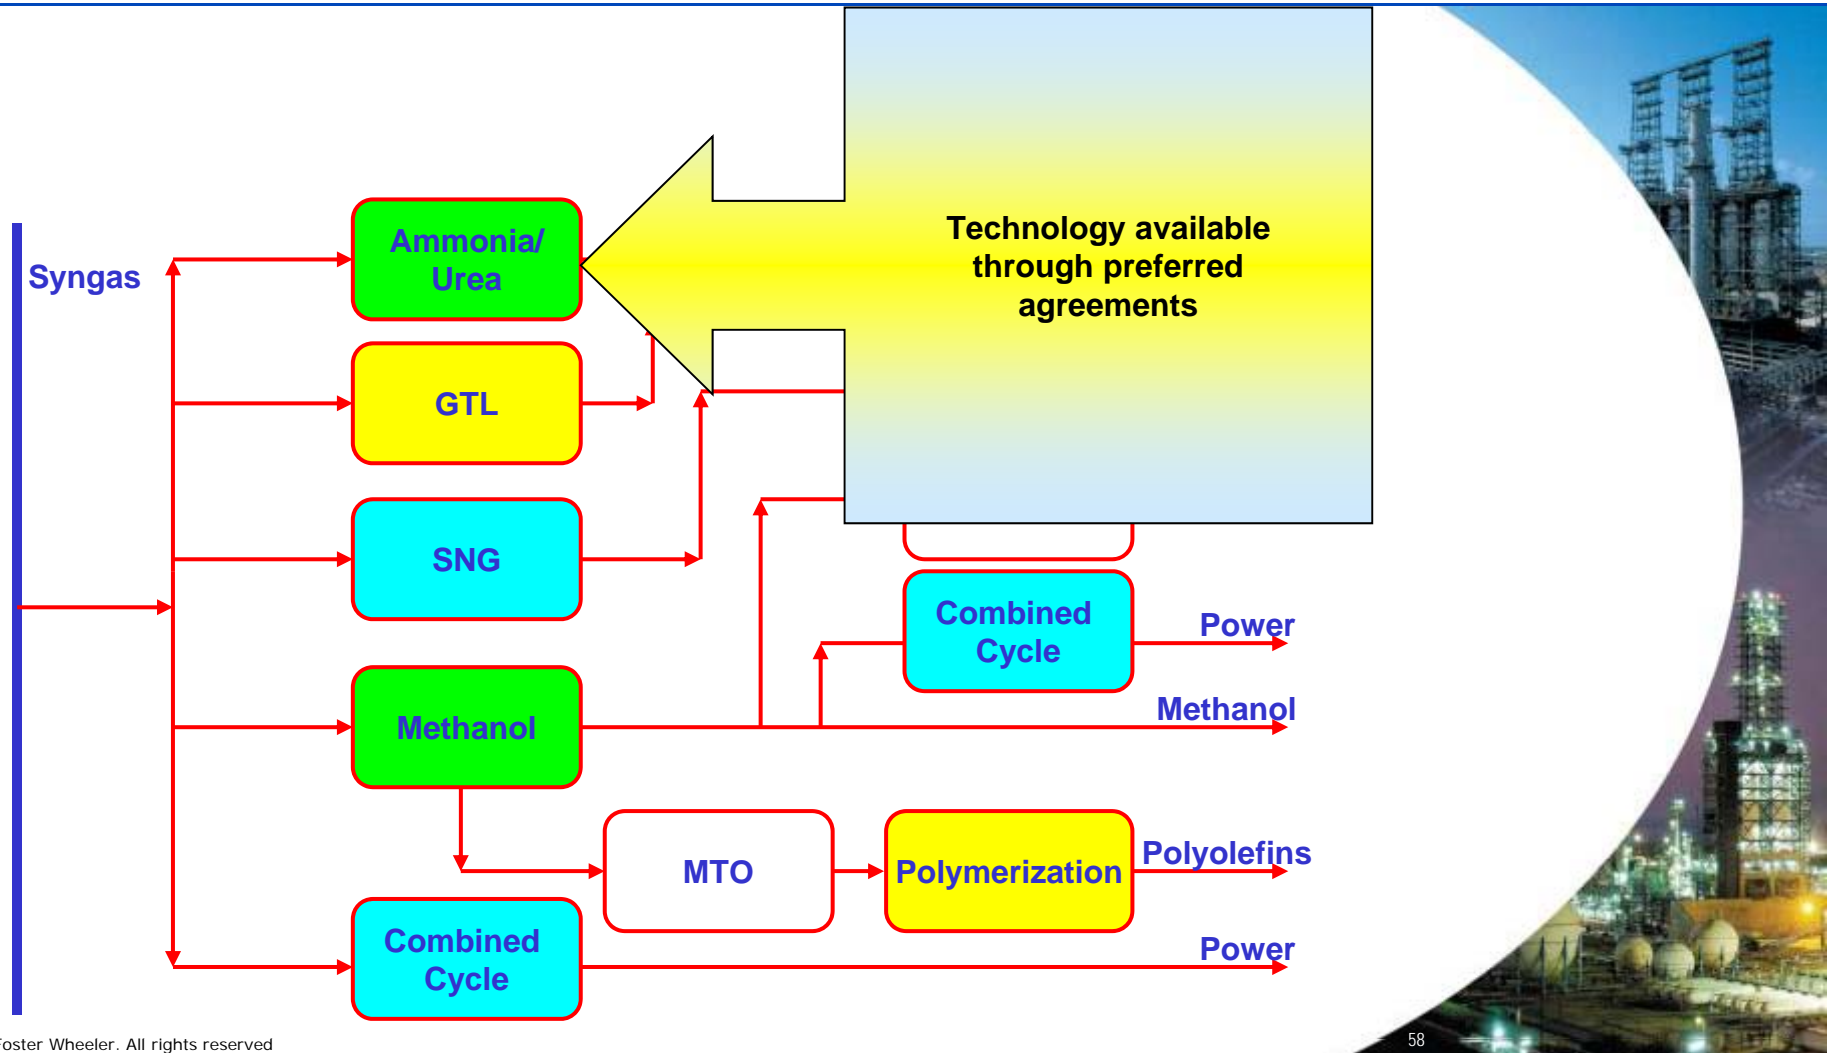 Technology available
through preferred
agreements
Syngas
Ammonia/
Urea
GTL
SNG
Combined
Cycle
Power
Methanol
Methanol
MTO
Polymerization
Polyolefins
Combined
Cycle
Power
Foster Wheeler. All rights reserved
58